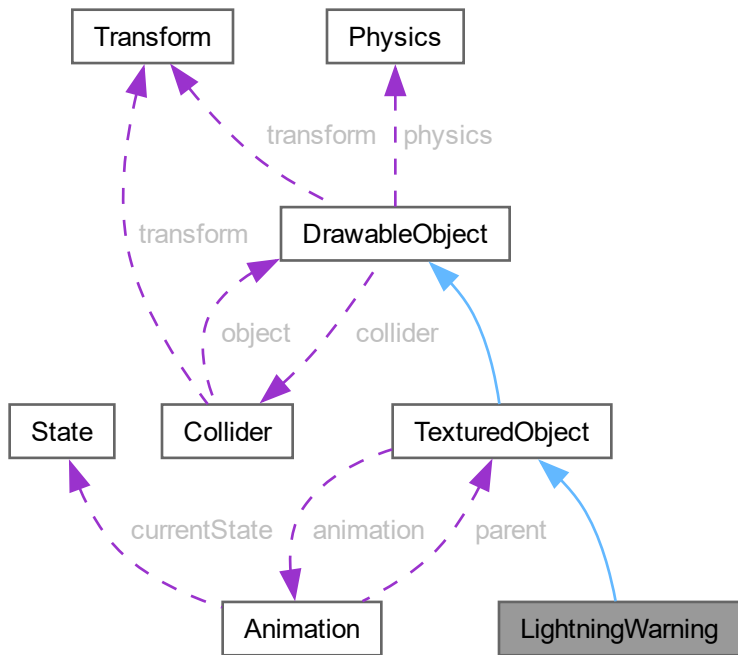 Transform
Physics
transform
physics
transform
DrawableObject
object
collider
State
Collider
TexturedObject
currentState
animation
parent
Animation
LightningWarning